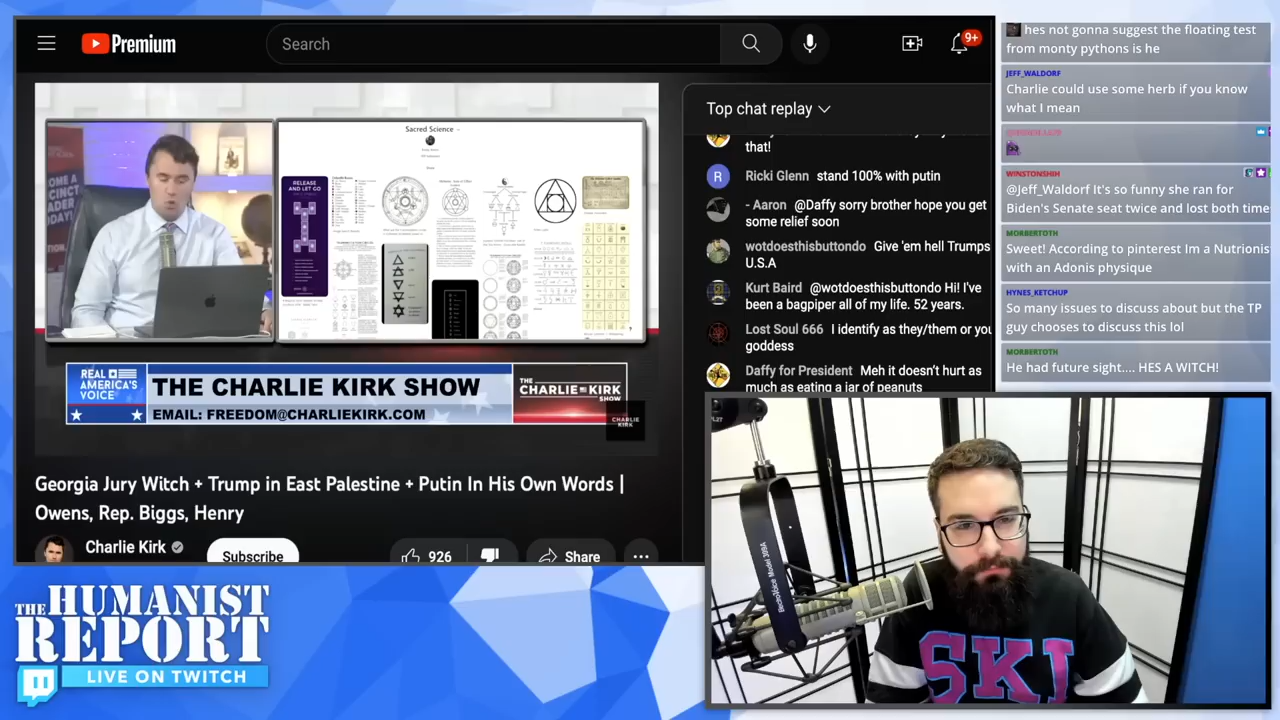 Premium
Search
9+
Sacred Science
RELEASE
AND LET GO
REAL
AMERICA'S
VOICE
THE CHARLIE KIRK SHOW
EMAIL: FREEDOM@CHARLIEKIRK.COM
THE
CHARLIE KIRK
SHOW
CHARLIE
KIRK
Georgia Jury Witch + Trump in East Palestine + Putin In His Own Words |
Owens, Rep. Biggs, Henry
Charlie Kirk
Subscribe
926
Share
Top chat replay
that!
R
Ricki Glenn stand 100% with putin
- Aaron @Daffy sorry brother hope you get
some relief soon
wotdoesthisbuttondo Give 'em hell Trumps
U.S.A
Kurt Baird @wotdoesthisbuttondo Hi! I've
been a bagpiper all of my life. 52 years.
Lost Soul 666 I identify as they/them or you
goddess
Daffy for President Meh it doesn't hurt as
much as eating a jar of peanuts
hes not gonna suggest the floating test
from monty pythons is he
JEFF_WALDORF
Charlie could use some herb if you know
what I mean
WINSTONSHIH
@Jeff_Waldorf It's so funny she ran for
Biden's Senate seat twice and lost both time
MORBERTOTH
Sweet! According to pinterest Im a Nutrionis
with an Adonis physique
HYNES_KETCHUP
So many issues to discuss about but the TP
guy chooses to discuss this lol
MORBERTOTH
He had future sight.... HES A WITCH!
THE
HUMANIST
REPORT
LIVE ON TWITCH
SKI